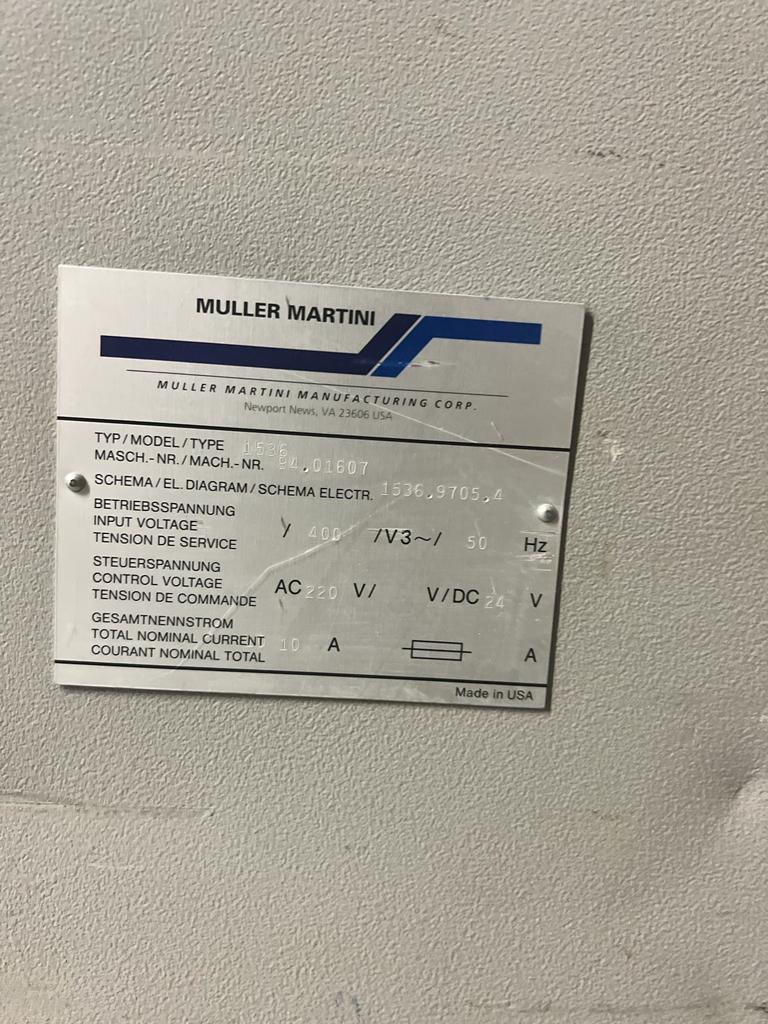 MULLER MARTINI
MULLER MARTINI MANUFACTURING CORP.
Newport News, VA 23606 USA
TYP/MODEL/TYPE 1536
MASCH.-NR./MACH.-NR. 94.01607
SCHEMA/EL. DIAGRAM/SCHEMA ELECTR. 1536.9705.4
BETRIEBSSPANNUNG
INPUT VOLTAGE / 400 /V3~/ 50 Hz
TENSION DE SERVICE
STEUERSPANNUNG
CONTROL VOLTAGE AC 220 V/ V/DC 24 V
TENSION DE COMMANDE
GESAMTNENNSTROM
TOTAL NOMINAL CURRENT 10 A A
COURANT NOMINAL TOTAL
Made in USA